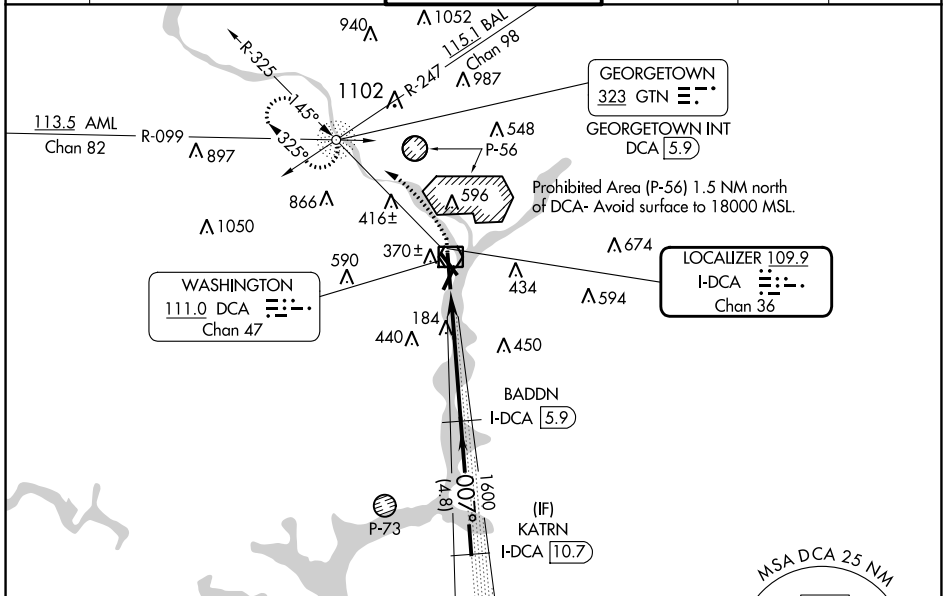 940
1052
115.1 BAL
Chan 98
R-247
987
R-325
1102
145°
325°
GEORGETOWN
323 GTN
GEORGETOWN INT
DCA 5.9
113.5 AML
Chan 82
R-099
897
548
P-56
Prohibited Area (P-56) 1.5 NM north
of DCA- Avoid surface to 18000 MSL.
596
866
416±
1050
370±
674
590
434
594
WASHINGTON
111.0 DCA
Chan 47
LOCALIZER 109.9
I-DCA
Chan 36
184
440
450
BADDN
I-DCA 5.9
1600
007°
(4.8)
P-73
(IF)
KATRN
I-DCA 10.7
MSA DCA 25 NM